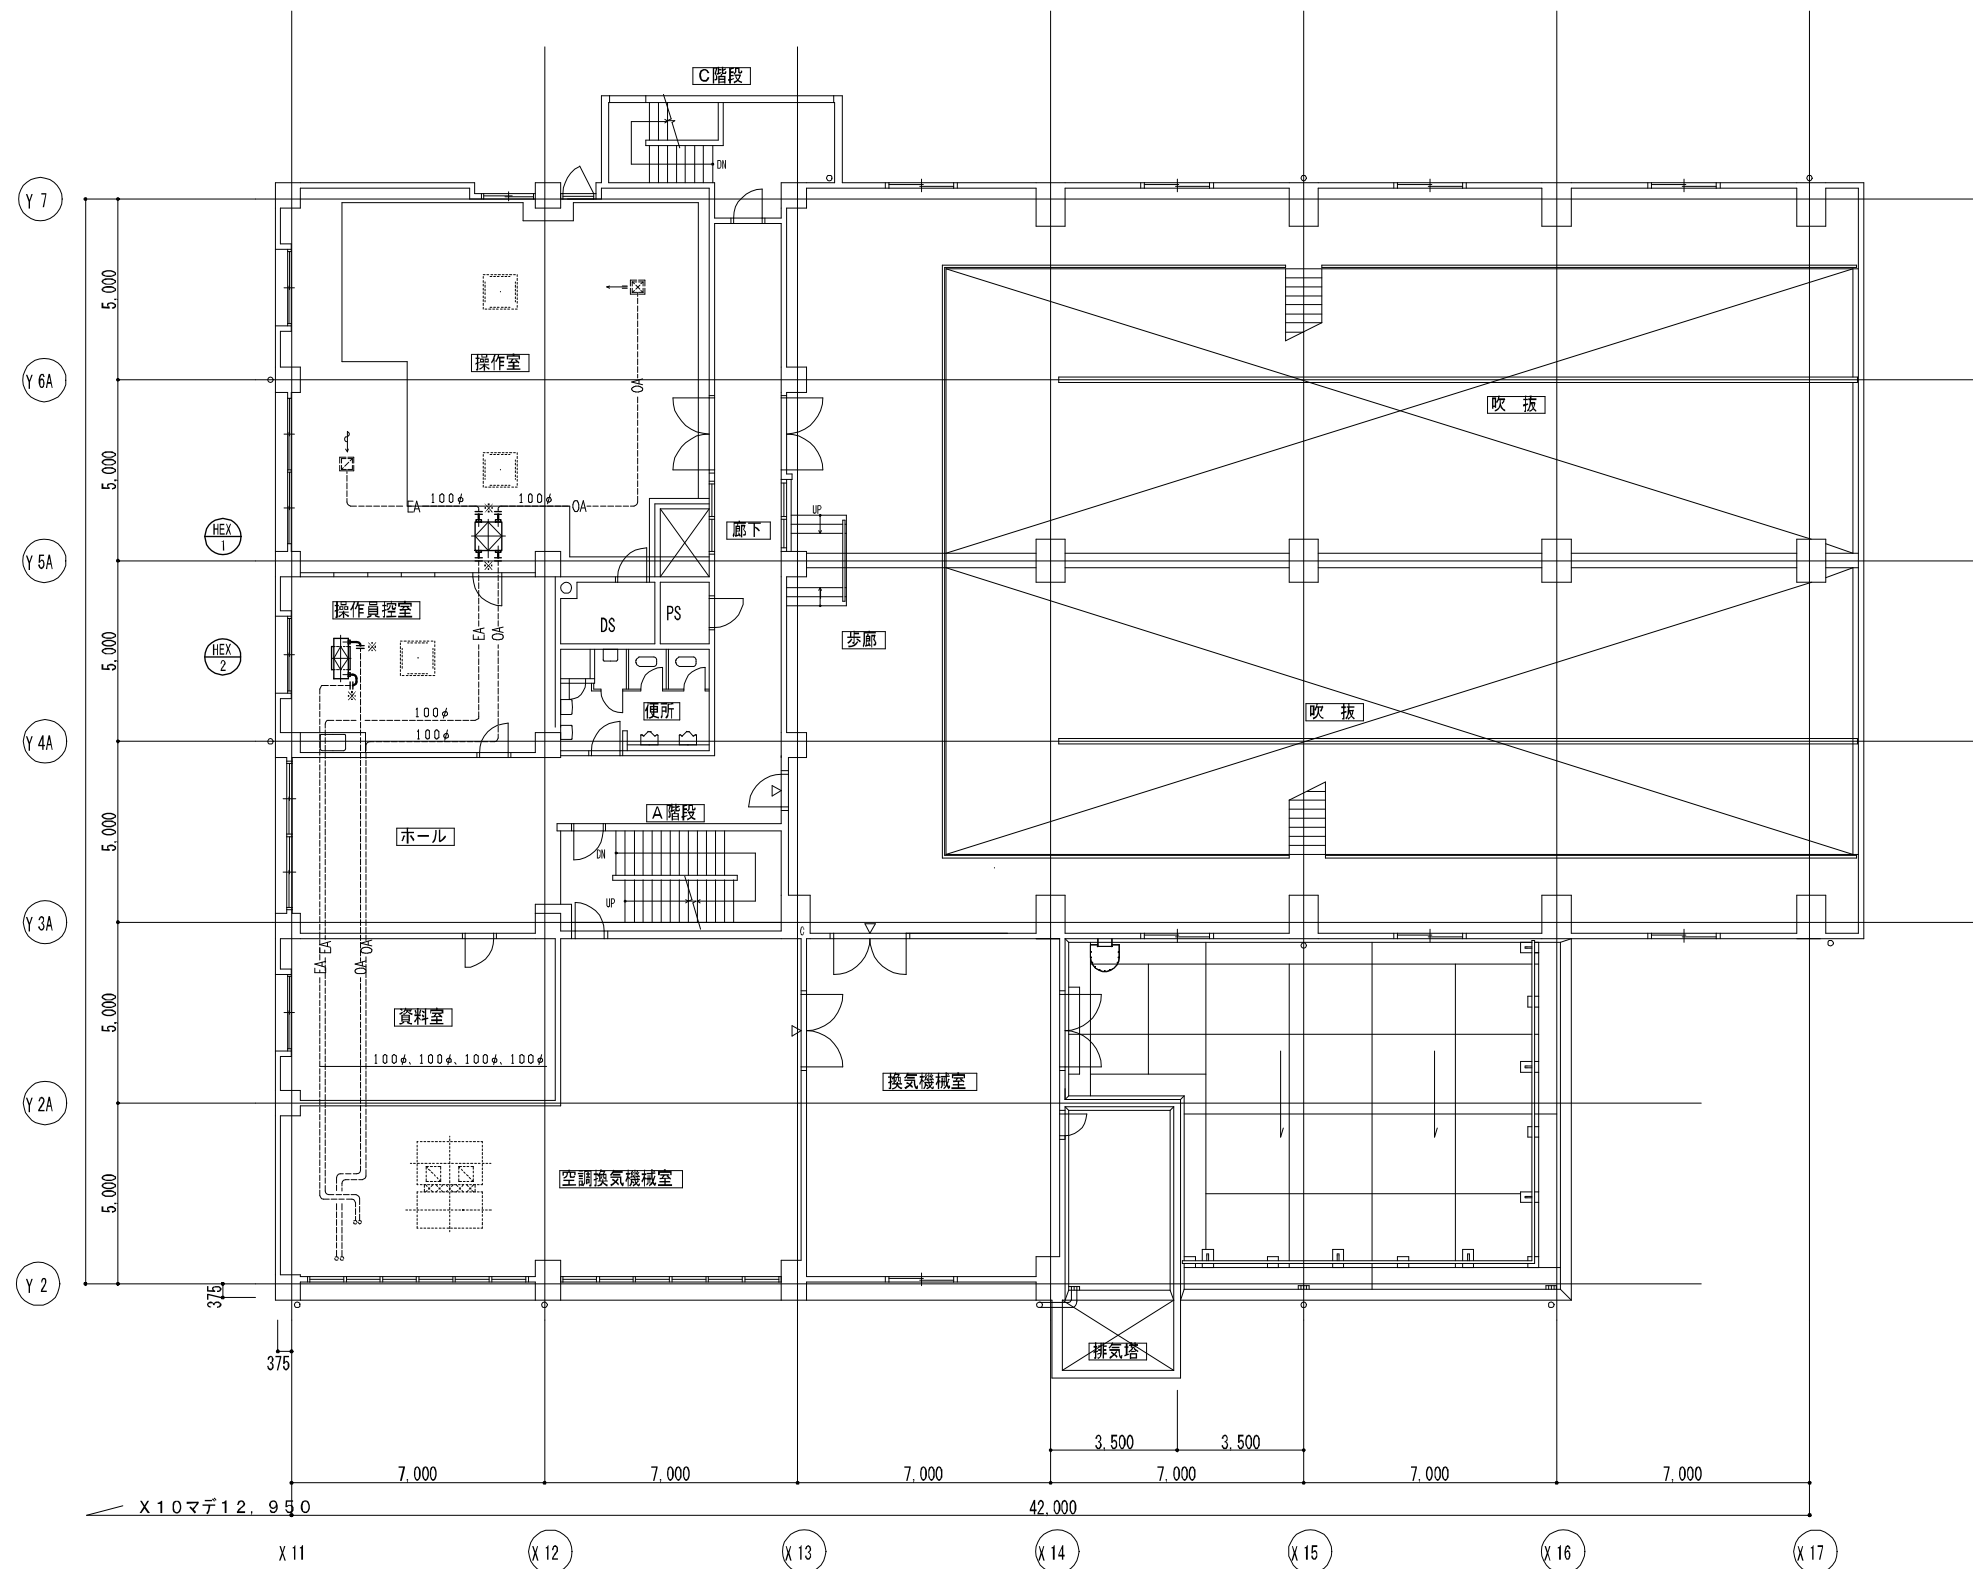 C階段
DN
Y 7
5,000
操作室
OA
Y 6A
吹 抜
5,000
100φ
100φ
EA
※
OA
UP
HEX
1
廊下
Y 5A
※
操作員控室
DS
PS
EA
OA
歩廊
5,000
HEX
2
※
※
便所
100φ
吹 抜
100φ
Y 4A
A階段
5,000
ホール
DN
UP
Y 3A
C
EA
EA
OA
OA
5,000
資料室
100φ、100φ、100φ、100φ
換気機械室
Y 2A
空調換気機械室
5,000
Y 2
375
排気塔
375
3,500
3,500
7,000
7,000
7,000
7,000
7,000
7,000
X10マデ12,950
42,000
X 11
X 12
X 13
X 14
X 15
X 16
X 17